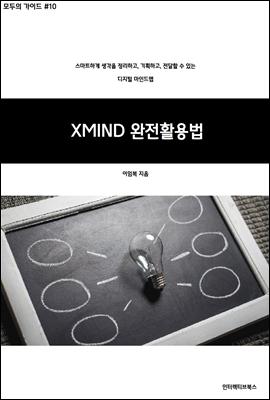 모두의 가이드 #10
스마트하게 생각을 정리하고, 기획하고, 전달할 수 있는
디지털 마인드맵
XMIND 완전활용법
이임복 지음
인터랙티브북스